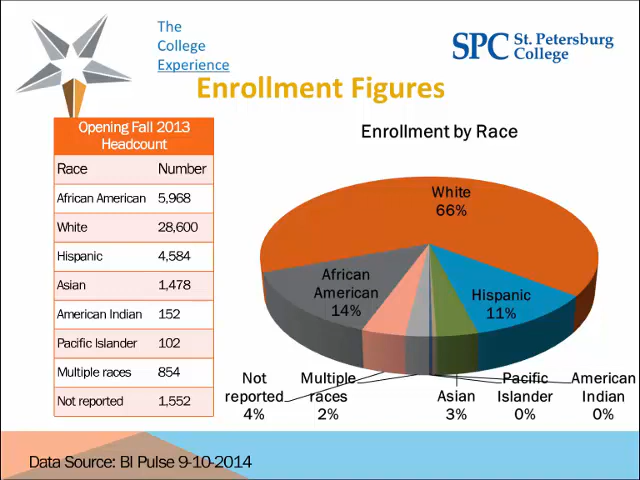 The
College
Experience
SPC St. Petersburg
College
Enrollment Figures
Opening Fall 2013
Headcount
Race Number
African American 5,968
White 28,600
Hispanic 4,584
Asian 1,478
American Indian 152
Pacific Islander 102
Multiple races 854
Not reported 1,552
Enrollment by Race
White
66%
African
American
14%
Hispanic
11%
Not
reported
4%
Multiple
races
2%
Asian
3%
Pacific
Islander
0%
American
Indian
0%
Data Source: BI Pulse 9-10-2014